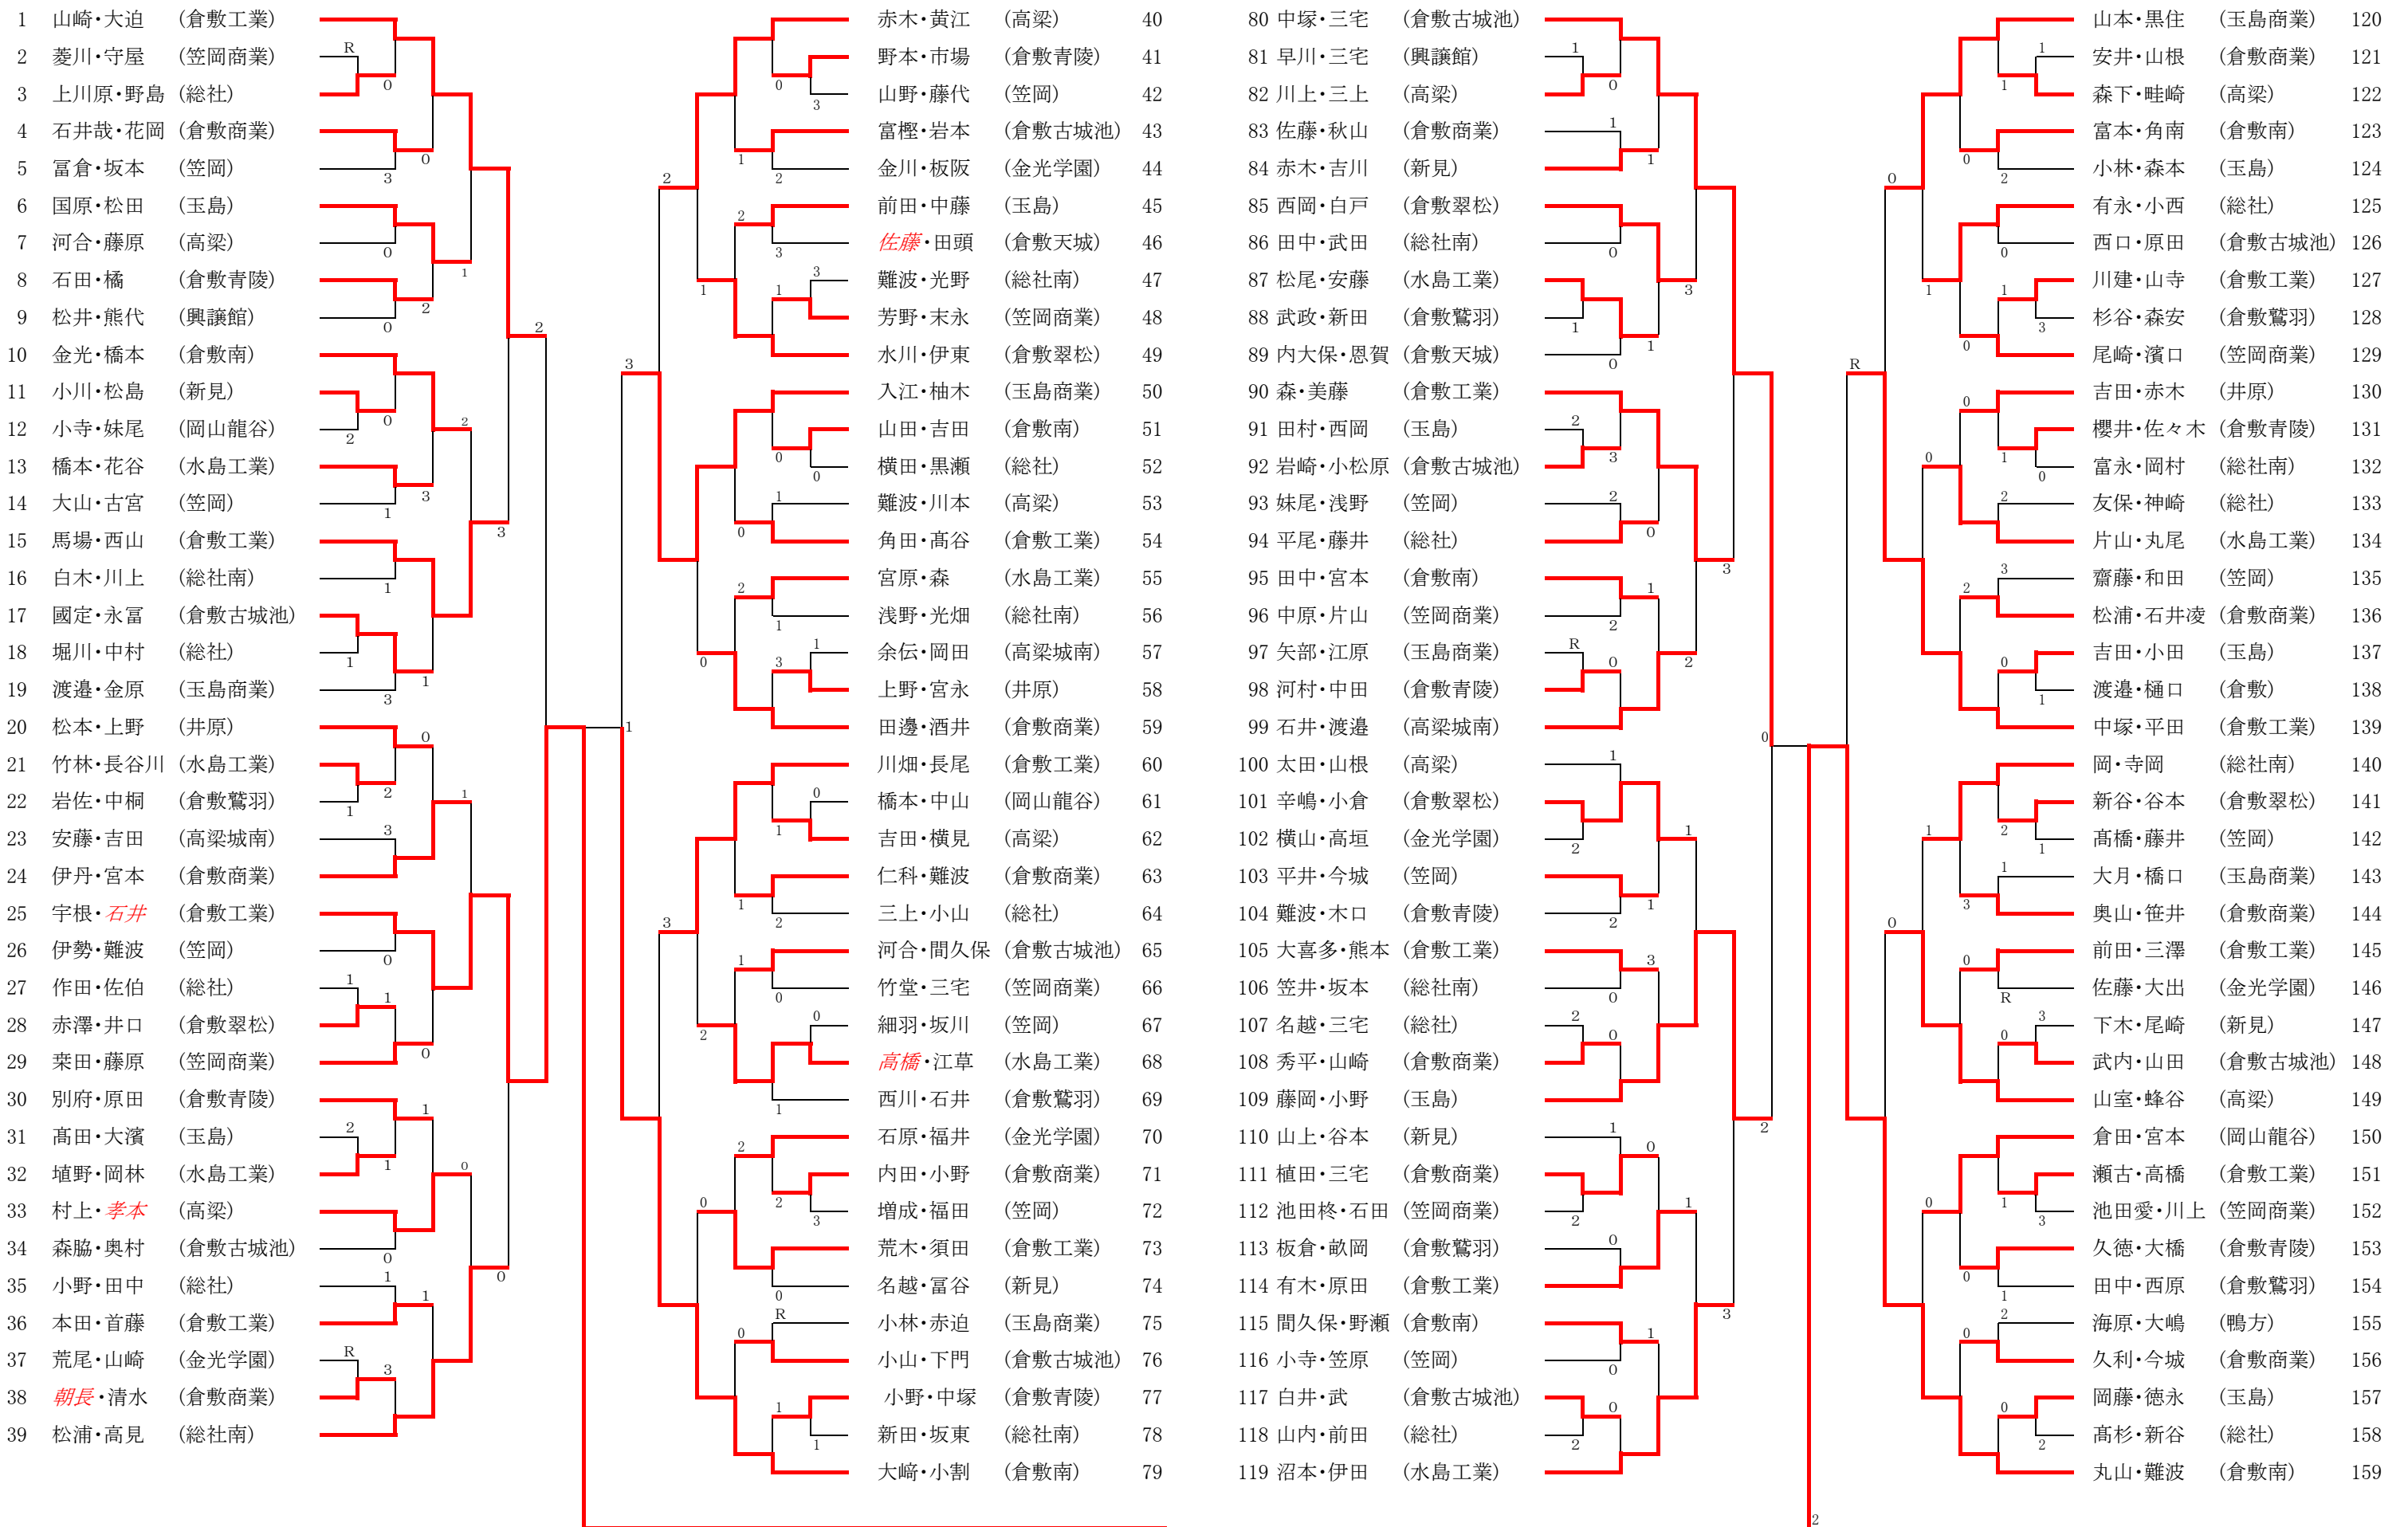 1 山崎・大迫 (倉敷工業)
2 菱川・守屋 (笠岡商業)
3 上川原・野島 (総社)
4 石井哉・花岡 (倉敷商業)
5 冨倉・坂本 (笠岡)
6 国原・松田 (玉島)
7 河合・藤原 (高梁)
8 石田・橘 (倉敷青陵)
9 松井・熊代 (興譲館)
10 金光・橋本 (倉敷南)
11 小川・松島 (新見)
12 小寺・妹尾 (岡山龍谷)
13 橋本・花谷 (水島工業)
14 大山・古宮 (笠岡)
15 馬場・西山 (倉敷工業)
16 白木・川上 (総社南)
17 國定・永冨 (倉敷古城池)
18 堀川・中村 (総社)
19 渡邉・金原 (玉島商業)
20 松本・上野 (井原)
21 竹林・長谷川 (水島工業)
22 岩佐・中桐 (倉敷鷲羽)
23 安藤・吉田 (高梁城南)
24 伊丹・宮本 (倉敷商業)
25 宇根・石井 (倉敷工業)
26 伊勢・難波 (笠岡)
27 作田・佐伯 (総社)
28 赤澤・井口 (倉敷翠松)
29 栞田・藤原 (笠岡商業)
30 別府・原田 (倉敷青陵)
31 髙田・大濱 (玉島)
32 埴野・岡林 (水島工業)
33 村上・孝本 (高梁)
34 森脇・奥村 (倉敷古城池)
35 小野・田中 (総社)
36 本田・首藤 (倉敷工業)
37 荒尾・山崎 (金光学園)
38 朝長・清水 (倉敷商業)
39 松浦・高見 (総社南)
赤木・黄江 (高梁) 40
野本・市場 (倉敷青陵) 41
山野・藤代 (笠岡) 42
富樫・岩本 (倉敷古城池) 43
金川・板阪 (金光学園) 44
前田・中藤 (玉島) 45
佐藤・田頭 (倉敷天城) 46
難波・光野 (総社南) 47
芳野・末永 (笠岡商業) 48
水川・伊東 (倉敷翠松) 49
入江・柚木 (玉島商業) 50
山田・吉田 (倉敷南) 51
横田・黒瀬 (総社) 52
難波・川本 (高梁) 53
角田・髙谷 (倉敷工業) 54
宮原・森 (水島工業) 55
浅野・光畑 (総社南) 56
余伝・岡田 (高梁城南) 57
上野・宮永 (井原) 58
田邊・酒井 (倉敷商業) 59
川畑・長尾 (倉敷工業) 60
橋本・中山 (岡山龍谷) 61
吉田・横見 (高梁) 62
仁科・難波 (倉敷商業) 63
三上・小山 (総社) 64
河合・間久保 (倉敷古城池) 65
竹堂・三宅 (笠岡商業) 66
細羽・坂川 (笠岡) 67
高橋・江草 (水島工業) 68
西川・石井 (倉敷鷲羽) 69
石原・福井 (金光学園) 70
内田・小野 (倉敷商業) 71
増成・福田 (笠岡) 72
荒木・須田 (倉敷工業) 73
名越・冨谷 (新見) 74
小林・赤迫 (玉島商業) 75
小山・下門 (倉敷古城池) 76
小野・中塚 (倉敷青陵) 77
新田・坂東 (総社南) 78
大﨑・小割 (倉敷南) 79
80 中塚・三宅 (倉敷古城池)
81 早川・三宅 (興譲館)
82 川上・三上 (高梁)
83 佐藤・秋山 (倉敷商業)
84 赤木・吉川 (新見)
85 西岡・白戸 (倉敷翠松)
86 田中・武田 (総社南)
87 松尾・安藤 (水島工業)
88 武政・新田 (倉敷鷲羽)
89 内大保・恩賀 (倉敷天城)
90 森・美藤 (倉敷工業)
91 田村・西岡 (玉島)
92 岩崎・小松原 (倉敷古城池)
93 妹尾・浅野 (笠岡)
94 平尾・藤井 (総社)
95 田中・宮本 (倉敷南)
96 中原・片山 (笠岡商業)
97 矢部・江原 (玉島商業)
98 河村・中田 (倉敷青陵)
99 石井・渡邉 (高梁城南)
100 太田・山根 (高梁)
101 辛嶋・小倉 (倉敷翠松)
102 横山・高垣 (金光学園)
103 平井・今城 (笠岡)
104 難波・木口 (倉敷青陵)
105 大喜多・熊本 (倉敷工業)
106 笠井・坂本 (総社南)
107 名越・三宅 (総社)
108 秀平・山崎 (倉敷商業)
109 藤岡・小野 (玉島)
110 山上・谷本 (新見)
111 植田・三宅 (倉敷商業)
112 池田柊・石田 (笠岡商業)
113 板倉・畝岡 (倉敷鷲羽)
114 有木・原田 (倉敷工業)
115 間久保・野瀬 (倉敷南)
116 小寺・笠原 (笠岡)
117 白井・武 (倉敷古城池)
118 山内・前田 (総社)
119 沼本・伊田 (水島工業)
山本・黒住 (玉島商業) 120
安井・山根 (倉敷商業) 121
森下・畦崎 (高梁) 122
富本・角南 (倉敷南) 123
小林・森本 (玉島) 124
有永・小西 (総社) 125
西口・原田 (倉敷古城池) 126
川建・山寺 (倉敷工業) 127
杉谷・森安 (倉敷鷲羽) 128
尾崎・濱口 (笠岡商業) 129
吉田・赤木 (井原) 130
櫻井・佐々木 (倉敷青陵) 131
富永・岡村 (総社南) 132
友保・神崎 (総社) 133
片山・丸尾 (水島工業) 134
齋藤・和田 (笠岡) 135
松浦・石井凌 (倉敷商業) 136
吉田・小田 (玉島) 137
渡邉・樋口 (倉敷) 138
中塚・平田 (倉敷工業) 139
岡・寺岡 (総社南) 140
新谷・谷本 (倉敷翠松) 141
髙橋・藤井 (笠岡) 142
大月・橋口 (玉島商業) 143
奥山・笹井 (倉敷商業) 144
前田・三澤 (倉敷工業) 145
佐藤・大出 (金光学園) 146
下木・尾崎 (新見) 147
武内・山田 (倉敷古城池) 148
山室・蜂谷 (高梁) 149
倉田・宮本 (岡山龍谷) 150
瀬古・高橋 (倉敷工業) 151
池田愛・川上 (笠岡商業) 152
久徳・大橋 (倉敷青陵) 153
田中・西原 (倉敷鷲羽) 154
海原・大嶋 (鴨方) 155
久利・今城 (倉敷商業) 156
岡藤・徳永 (玉島) 157
髙杉・新谷 (総社) 158
丸山・難波 (倉敷南) 159